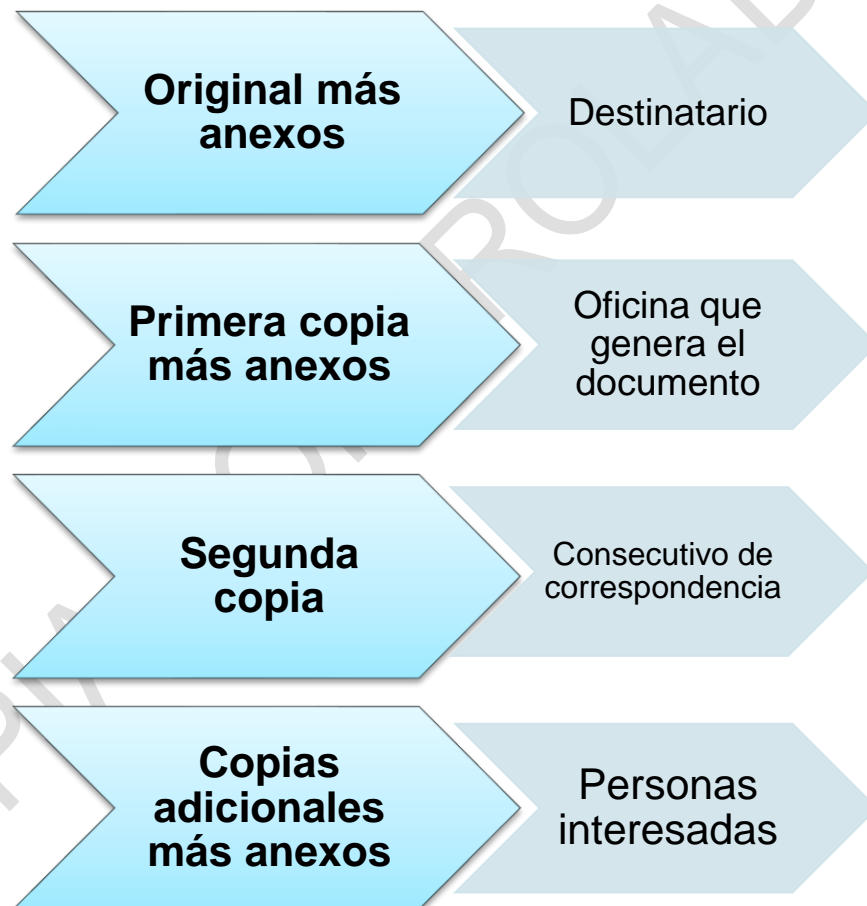 Original más
anexos
Destinatario
Primera copia
más anexos
Oficina que
genera el
documento
Segunda
copia
Consecutivo de
correspondencia
Copias
adicionales
más anexos
Personas
interesadas